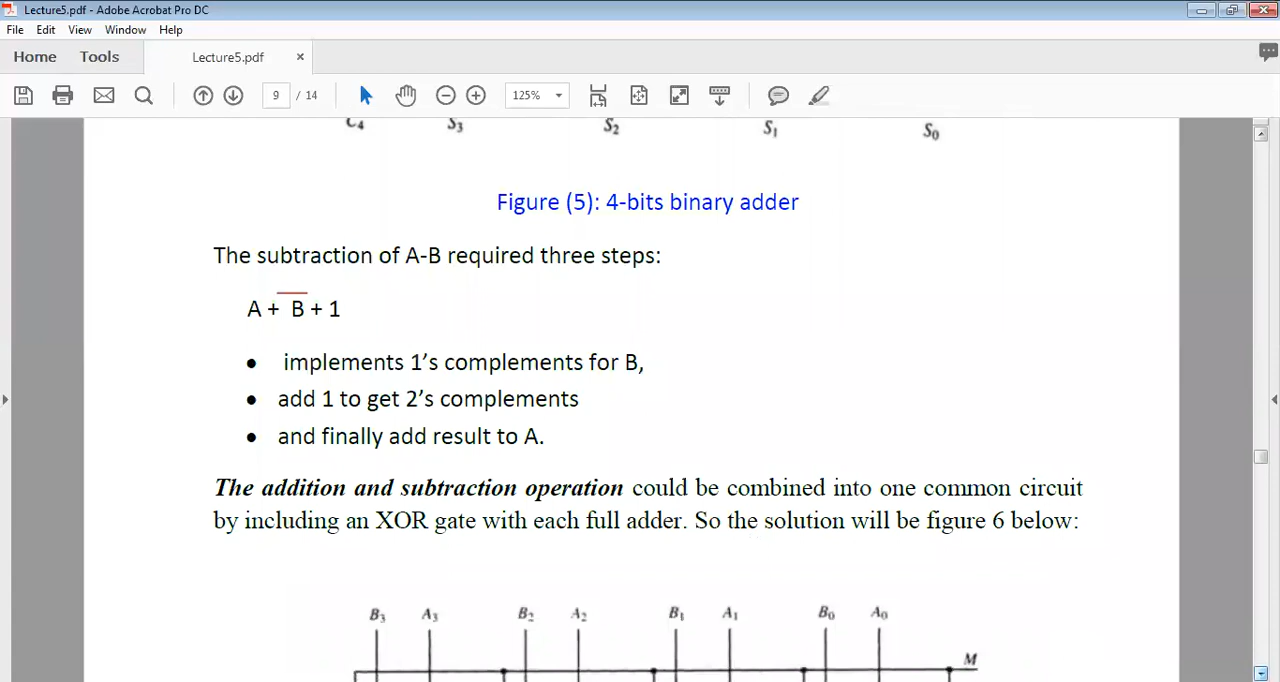 Lecture5.pdf - Adobe Acrobat Pro DC
File Edit View Window Help
Home Tools Lecture5.pdf ×
9 / 14 125%
C₄ S₃ S₂ S₁ S₀
Figure (5): 4-bits binary adder
The subtraction of A-B required three steps:
A + B̅ + 1
• implements 1’s complements for B,
• add 1 to get 2’s complements
• and finally add result to A.
The addition and subtraction operation could be combined into one common circuit
by including an XOR gate with each full adder. So the solution will be figure 6 below:
B₃ A₃ B₂ A₂ B₁ A₁ B₀ A₀
M